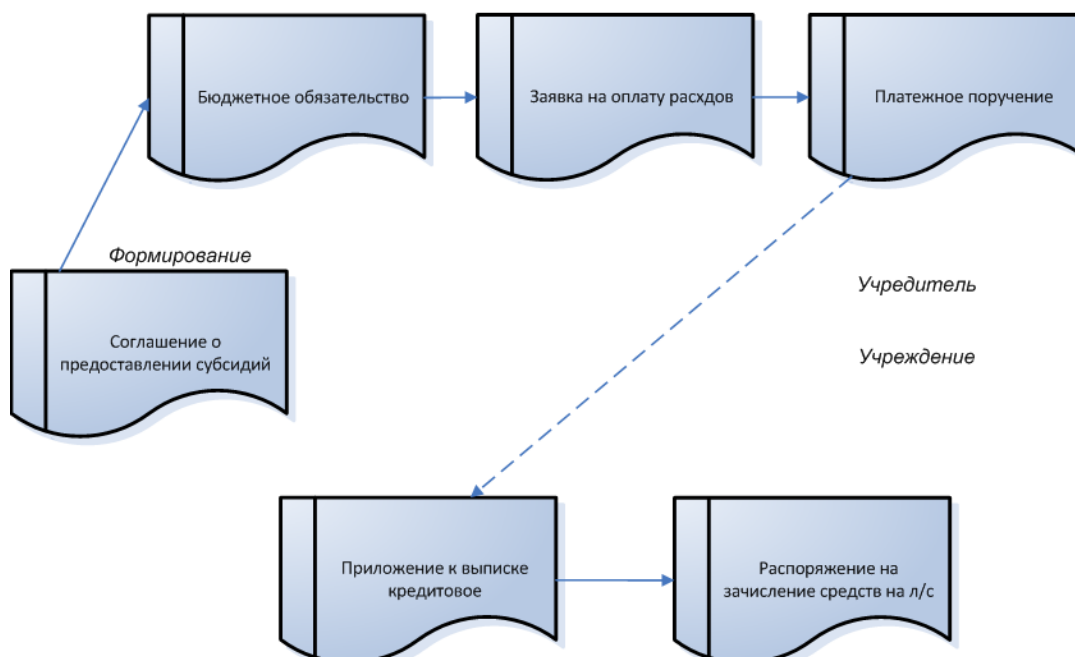 Бюджетное обязательство
Заявка на оплату расхдов
Платежное поручение
Формирование
Соглашение о
предоставлении субсидий
Учредитель
Учреждение
Приложение к выписке
кредитовое
Распоряжение на
зачисление средств на л/с